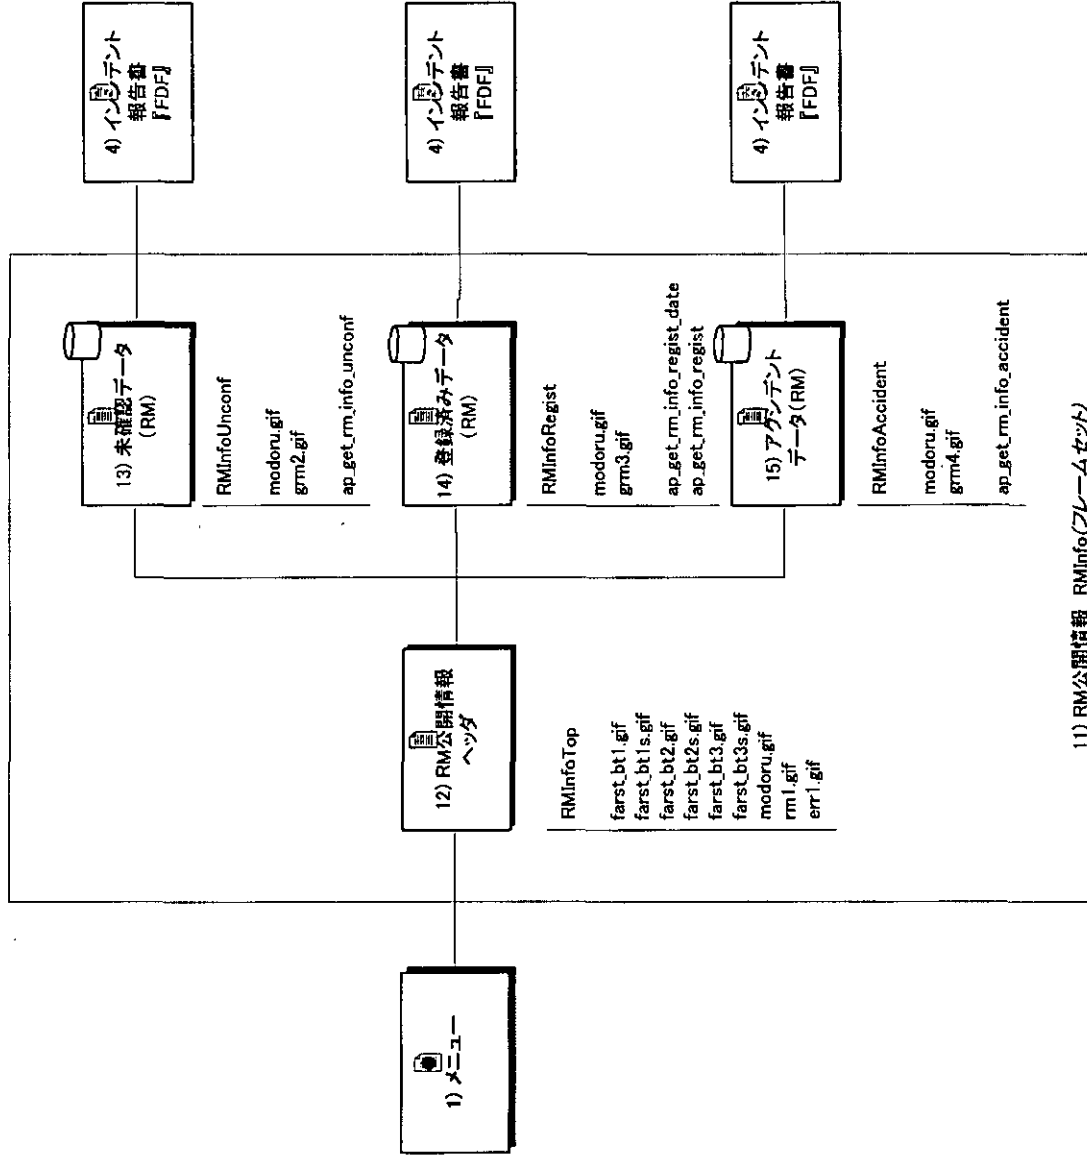 1) メニュー
12) RM公開情報
ヘッダ
RMInfoTop
farst_bt1.gif
farst_bt1s.gif
farst_bt2.gif
farst_bt2s.gif
farst_bt3.gif
farst_bt3s.gif
modoru.gif
rm1.gif
err1.gif
13) 未確認データ
(RM)
RMInfoUnconf
modoru.gif
grm2.gif
ap_get_rm_info_unconf
14) 登録済みデータ
(RM)
RMInfoRegist
modoru.gif
grm3.gif
ap_get_rm_info_regist_date
ap_get_rm_info_regist
15) アクシデント
データ(RM)
RMInfoAccident
modoru.gif
grm4.gif
ap_get_rm_info_accident
4) インシデント
報告書
『FDF』
4) インシデント
報告書
『FDF』
4) インシデント
報告書
『FDF』
11) RM公開情報 RMInfo(フレームセット)